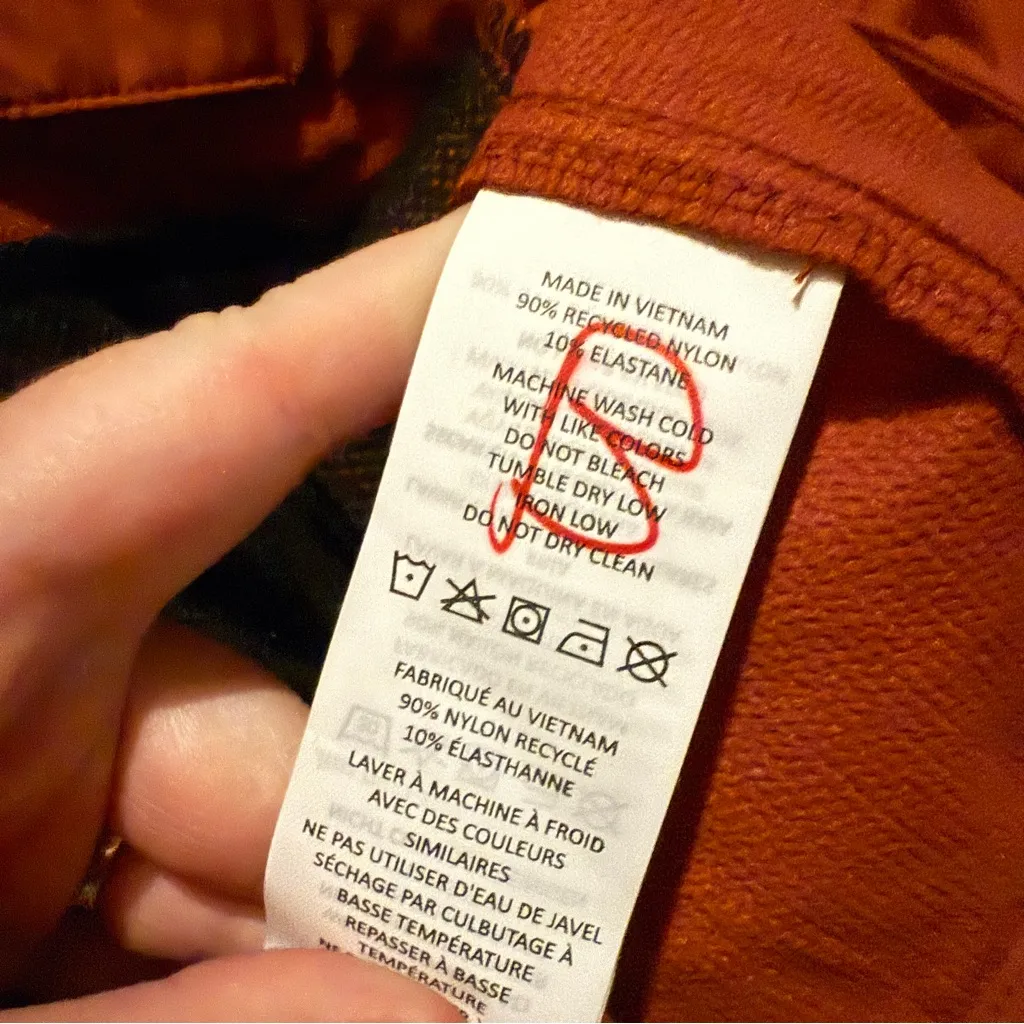 MADE IN VIETNAM
90% RECYCLED NYLON
10% ELASTANE
MACHINE WASH COLD
WITH LIKE COLORS
DO NOT BLEACH
TUMBLE DRY LOW
IRON LOW
DO NOT DRY CLEAN
FABRIQUÉ AU VIETNAM
90% NYLON RECYCLÉ
10% ÉLASTHANNE
LAVER À MACHINE À FROID
AVEC DES COULEURS
SIMILAIRES
NE PAS UTILISER D'EAU DE JAVEL
SÉCHAGE PAR CULBUTAGE À
BASSE TEMPÉRATURE
REPASSER À BASSE
TEMPÉRATURE